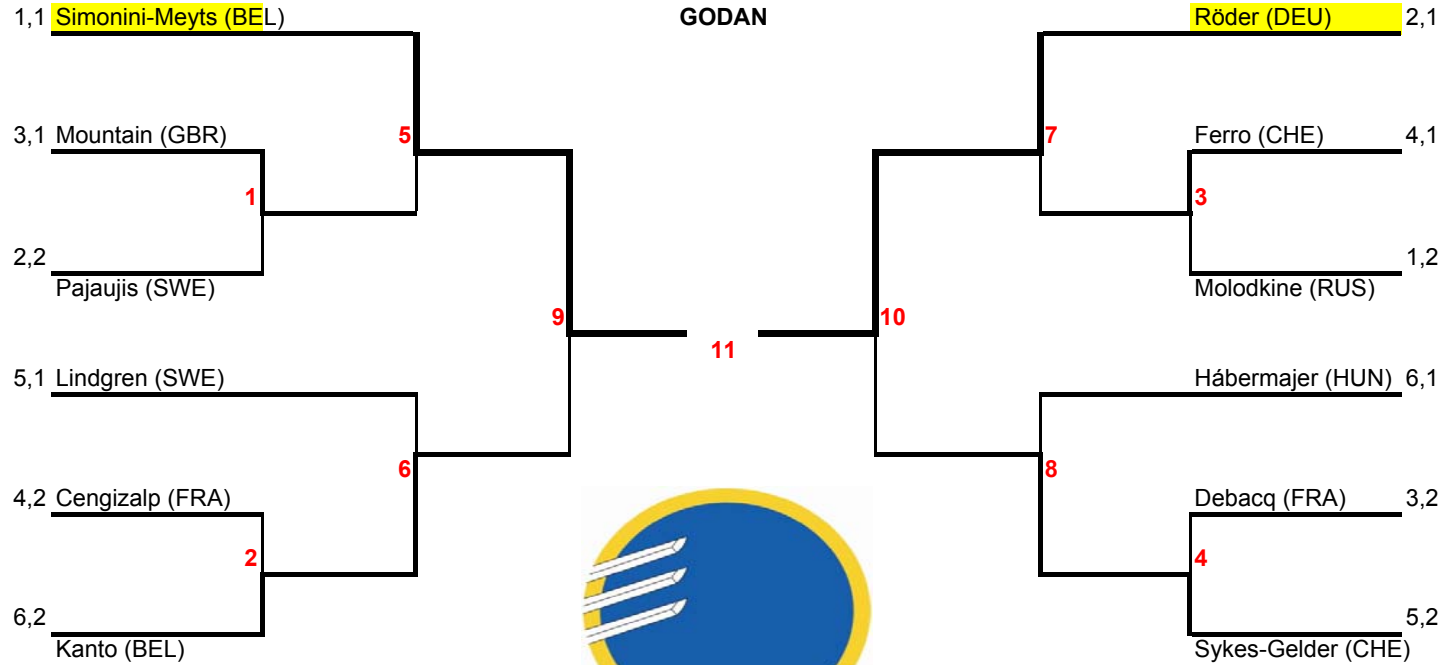 1,1 Simonini-Meyts (BEL) GODAN Röder (DEU) 2,1
3,1 Mountain (GBR) 5 7 Ferro (CHE) 4,1
1 3
2,2 1,2
Pajaujis (SWE) Molodkine (RUS)
9 10
11
5,1 Lindgren (SWE) Hábermajer (HUN) 6,1
6 8
4,2 Cengizalp (FRA) Debacq (FRA) 3,2
2 4
6,2 5,2
Kanto (BEL) Sykes-Gelder (CHE)